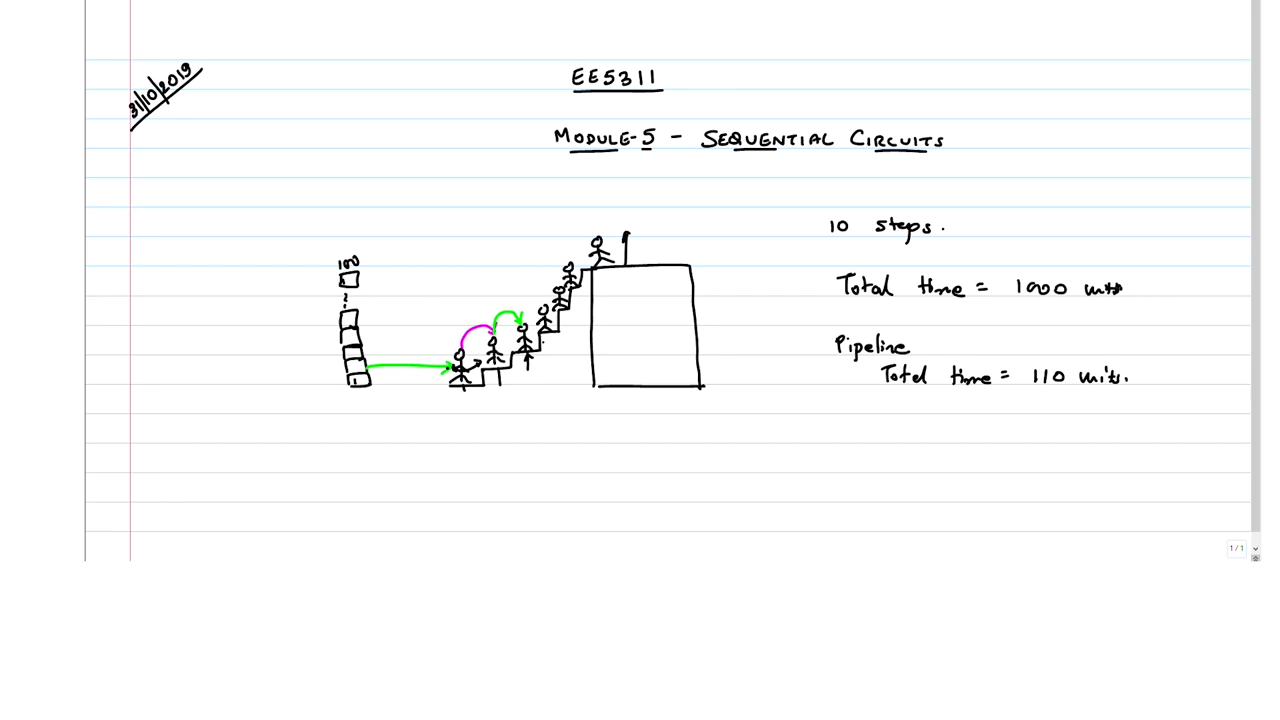 31/10/2019
EE5311
MODULE-5 - SEQUENTIAL CIRCUITS
10 steps.
100
Total time = 1000 units
Pipeline
Total time = 110 units.
1/1